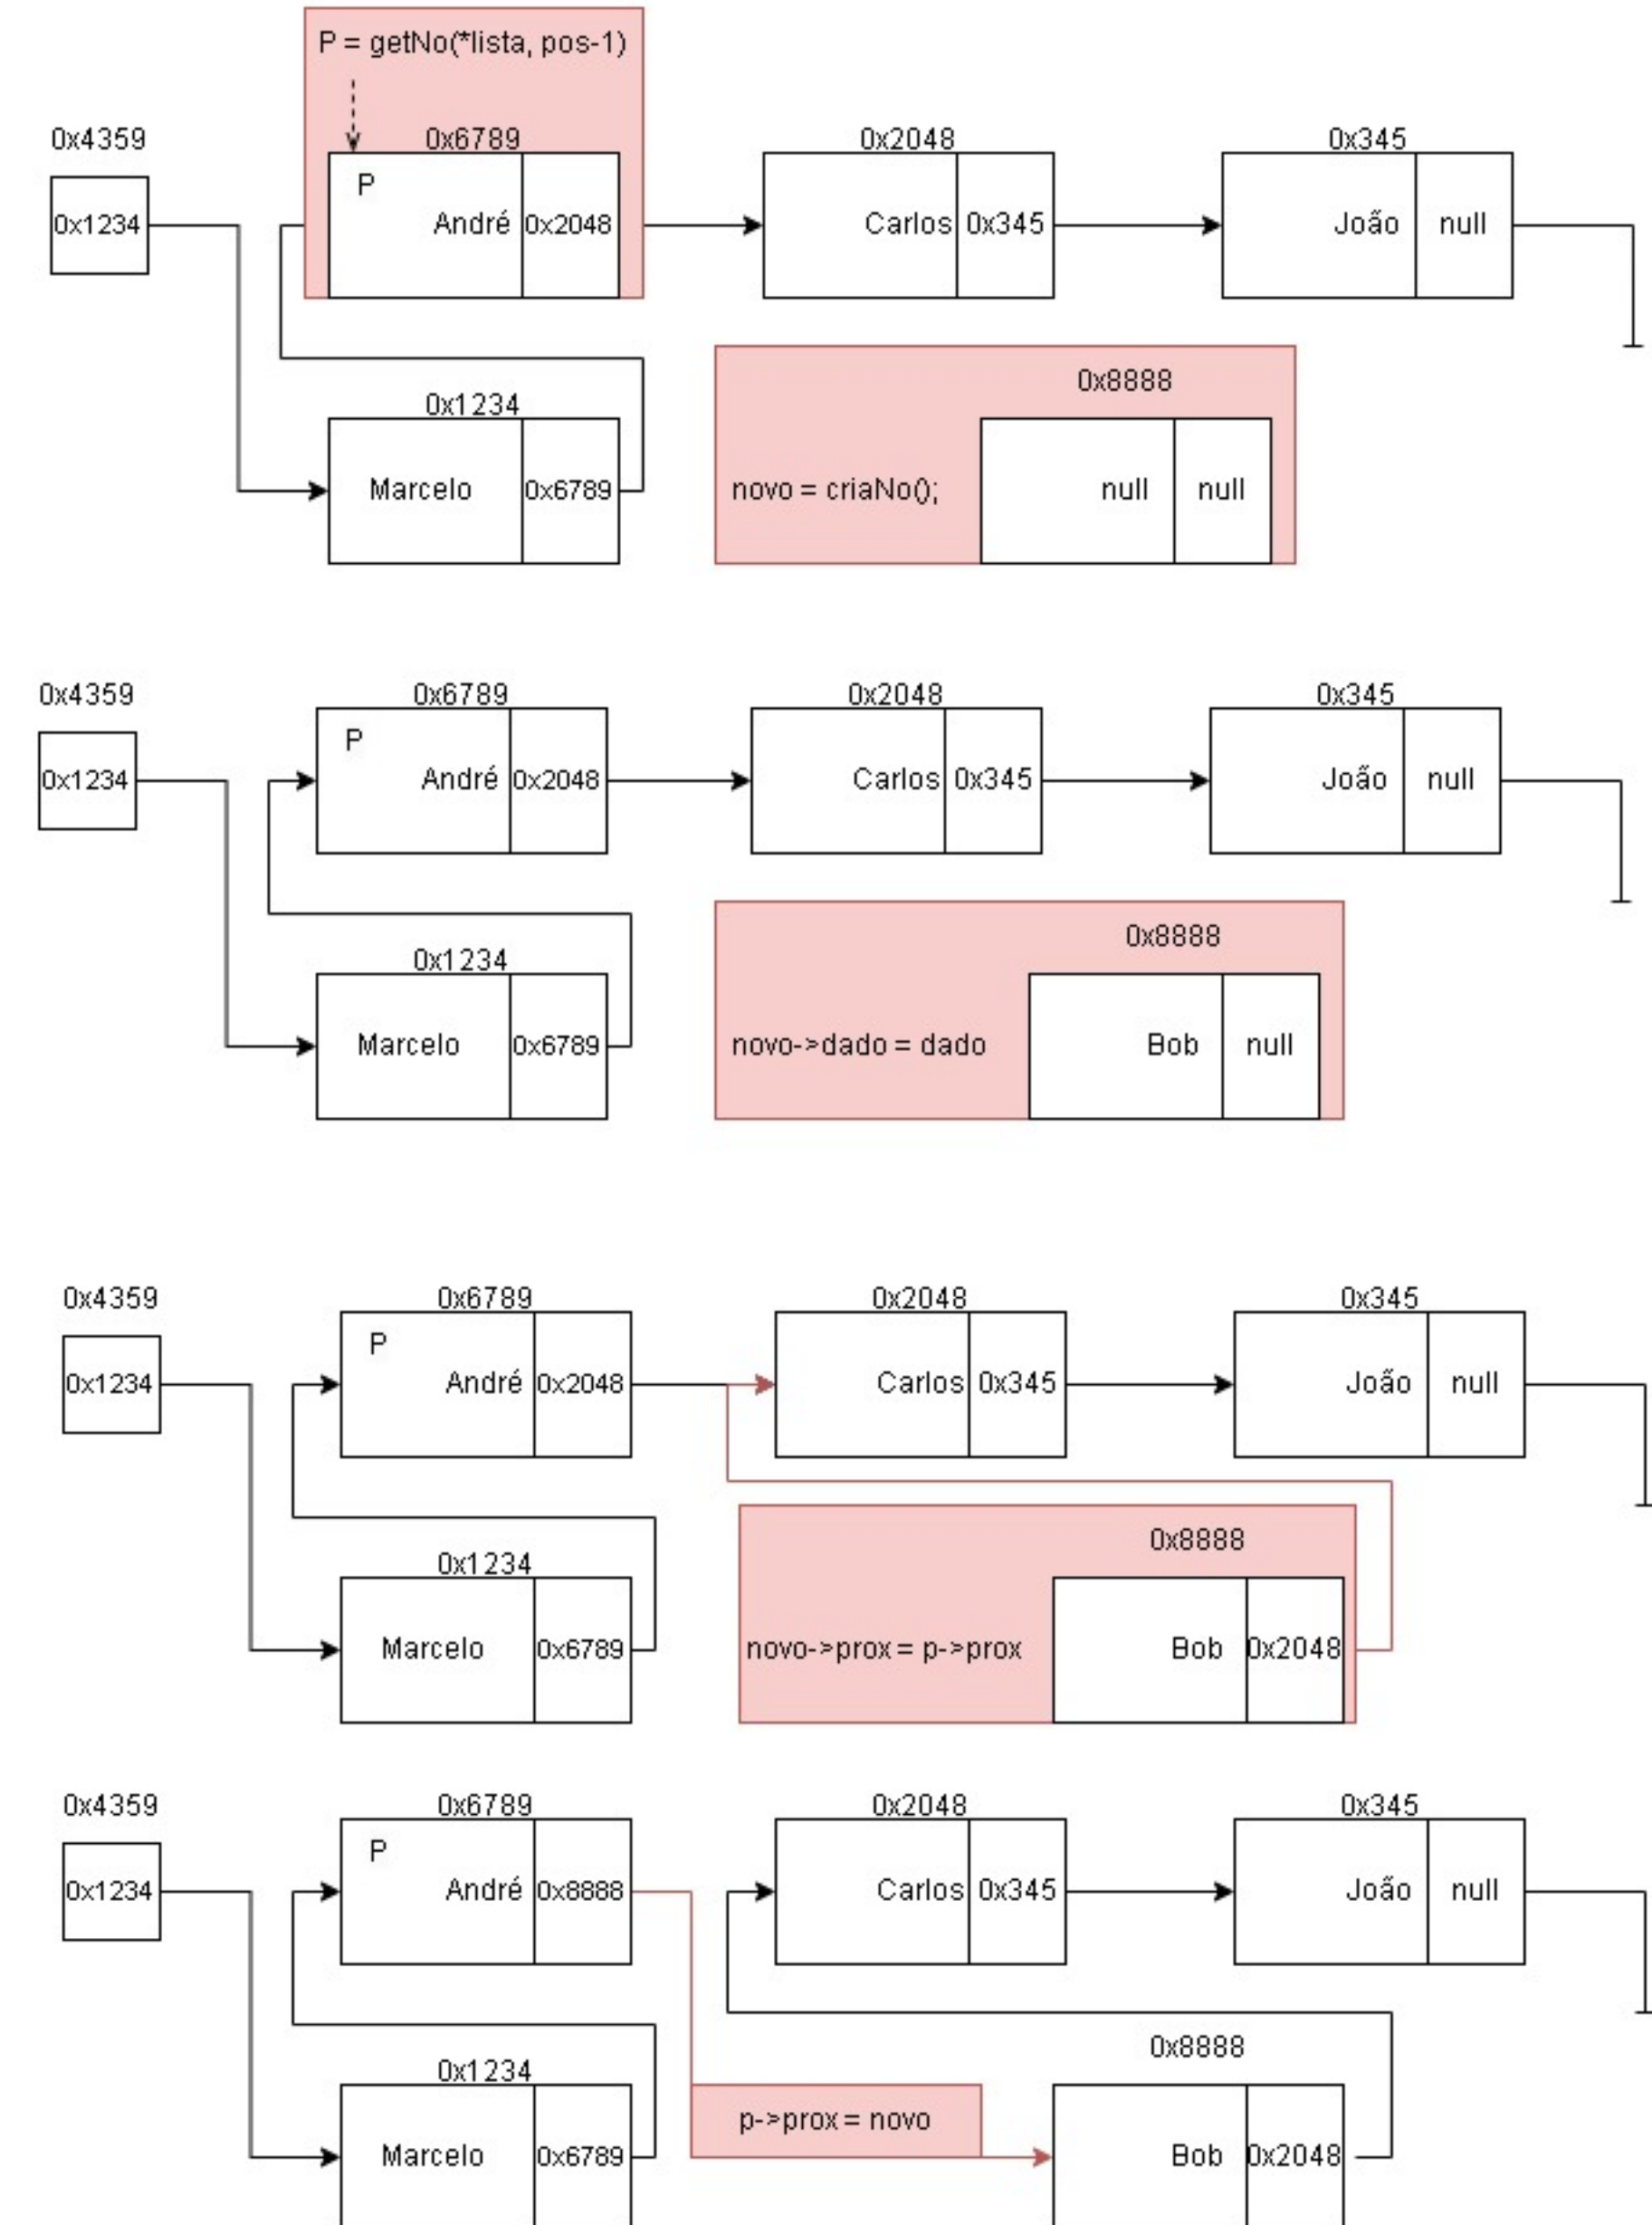 P = getNo(*lista, pos-1)
0x4359
0x6789
0x2048
0x345
0x1234
P
André
0x2048
Carlos
0x345
João
null
0x1234
0x8888
Marcelo
0x6789
novo = criaNo();
null
null
0x4359
0x6789
0x2048
0x345
0x1234
P
André
0x2048
Carlos
0x345
João
null
0x1234
0x8888
Marcelo
0x6789
novo->dado = dado
Bob
null
0x4359
0x6789
0x2048
0x345
0x1234
P
André
0x2048
Carlos
0x345
João
null
0x1234
0x8888
Marcelo
0x6789
novo->prox = p->prox
Bob
0x2048
0x4359
0x6789
0x2048
0x345
0x1234
P
André
0x8888
Carlos
0x345
João
null
0x1234
0x8888
p->prox = novo
Marcelo
0x6789
Bob
0x2048